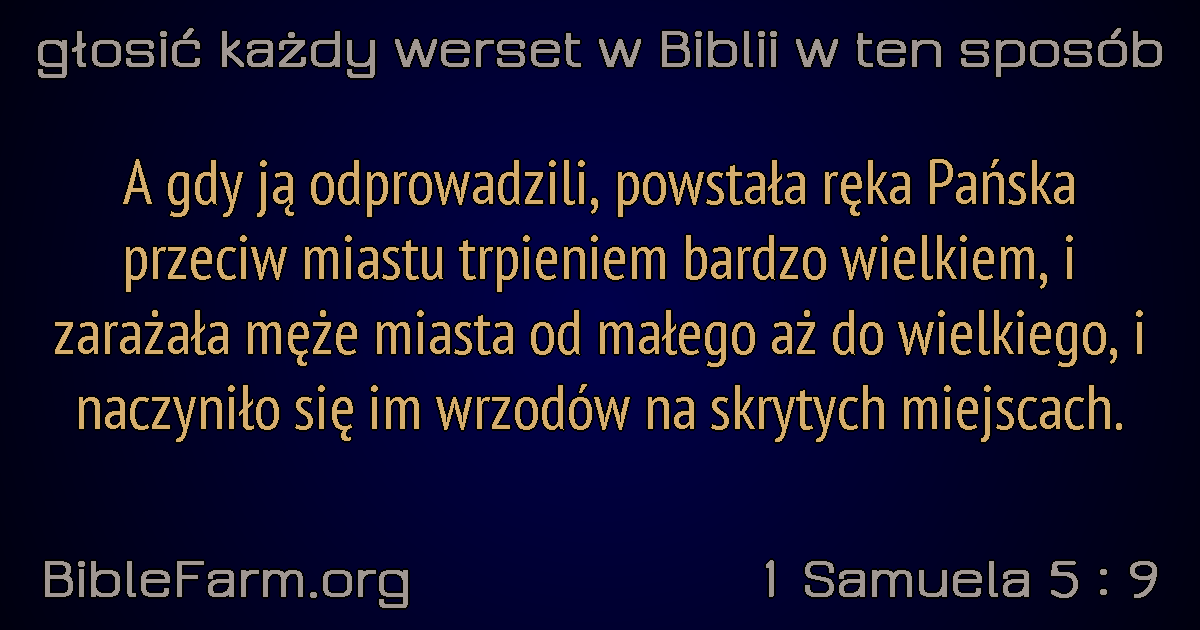 głosić każdy werset w Biblii w ten sposób
A gdy ją odprowadzili, powstała ręka Pańska
przeciw miastu trpieniem bardzo wielkiem, i
zarażała męże miasta od małego aż do wielkiego, i
naczyniło się im wrzodów na skrytych miejscach.
BibleFarm.org
1 Samuela 5 : 9